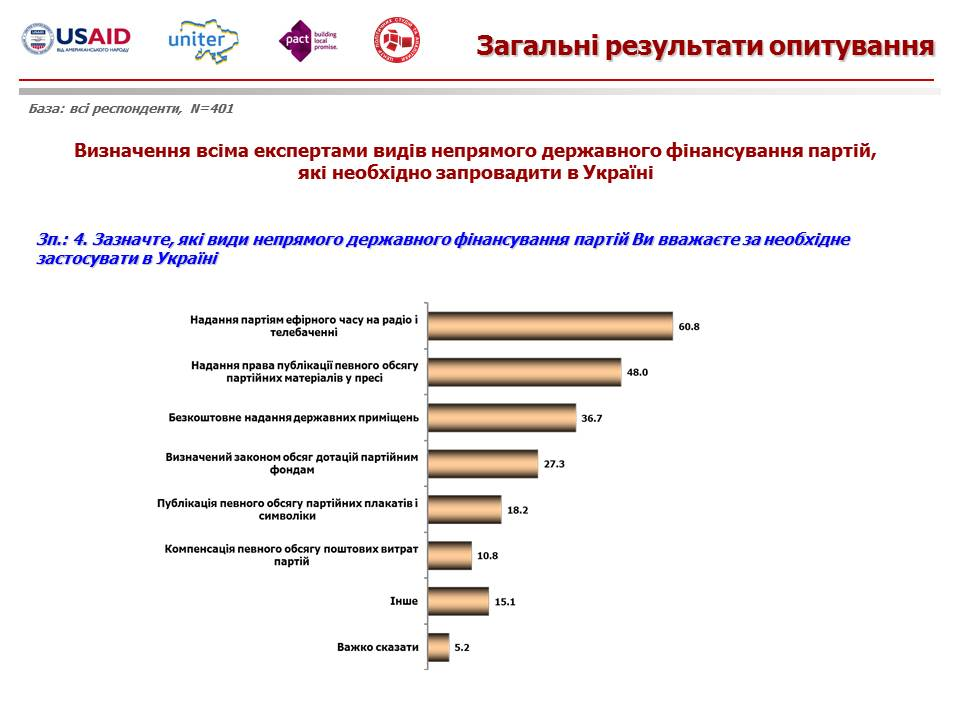 USAID
ВІД АМЕРИКАНСЬКОГО НАРОДУ
uniter
pact
building
local
promise.
Загальні результати опитування
База: всі респонденти, N=401
Визначення всіма експертами видів непрямого державного фінансування партій,
які необхідно запровадити в Україні
Зп.: 4. Зазначте, які види непрямого державного фінансування партій Ви вважаєте за необхідне
застосувати в Україні
Надання партіям ефірного часу на радіо і
телебаченні
60.8
Надання права публікації певного обсягу
партійних матеріалів у пресі
48.0
Безкоштовне надання державних приміщень
36.7
Визначений законом обсяг дотацій партійним
фондам
27.3
Публікація певного обсягу партійних плакатів і
символіки
18.2
Компенсація певного обсягу поштових витрат
партій
10.8
Інше
15.1
Важко сказати
5.2